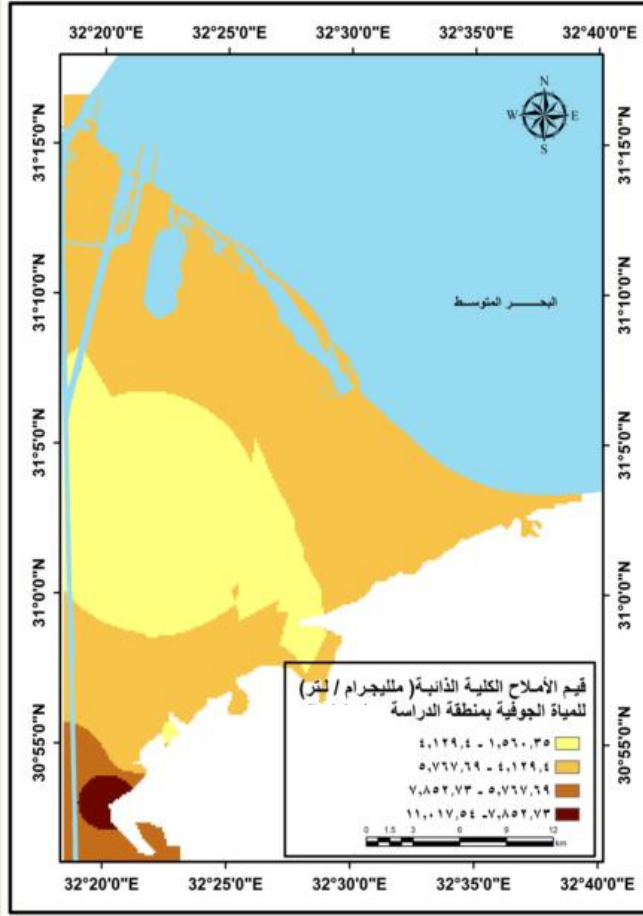 32°20'0"E 32°25'0"E 32°30'0"E 32°35'0"E 32°40'0"E
N
W E
S
31°15'0"N 31°15'0"N
31°10'0"N 31°10'0"N
البحـــــر المتوســـط
31°5'0"N 31°5'0"N
31°0'0"N 31°0'0"N
30°55'0"N 30°55'0"N
قيم الأملاح الكلية الذائبة( ملليجرام / لتر)
للمياة الجوفية بمنطقة الدراسة
١,٥٦٠,٣٥ - ٤,١٢٩,٤
٤,١٢٩,٤ - ٥,٧٦٧,٦٩
٥,٧٦٧,٦٩ - ٧,٨٥٢,٧٣
٧,٨٥٢,٧٣- ١١,٠١٧,٥٤
0 1.5 3 6 9 12
km
32°20'0"E 32°25'0"E 32°30'0"E 32°35'0"E 32°40'0"E